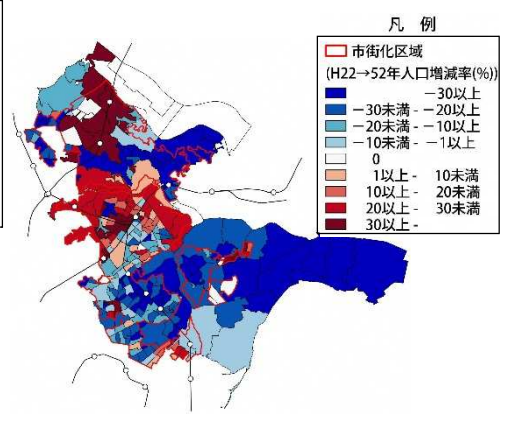 凡 例
市街化区域
(H22→52年人口増減率(%))
－30以上
－30未満 - －20以上
－20未満 - －10以上
－10未満 - －1以上
0
1以上 - 10未満
10以上 - 20未満
20以上 - 30未満
30以上 -